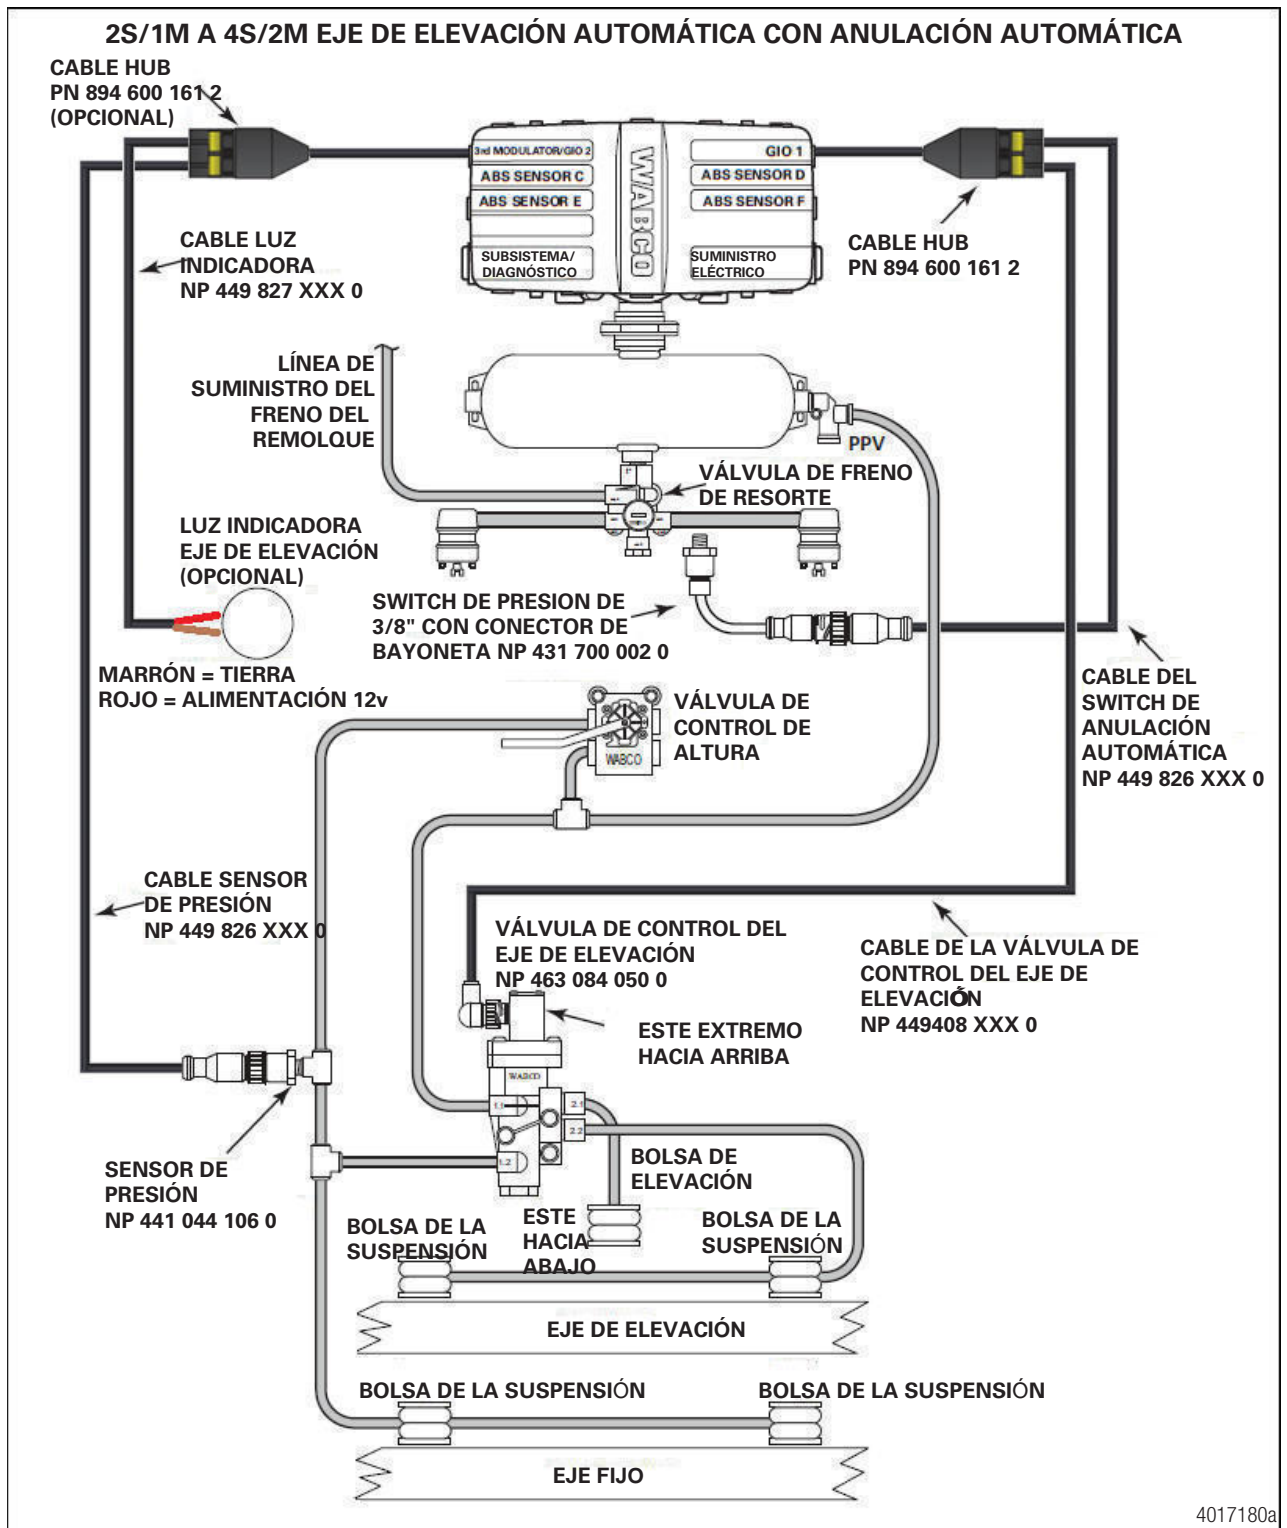 2S/1M A 4S/2M EJE DE ELEVACIÓN AUTOMÁTICA CON ANULACIÓN AUTOMÁTICA
CABLE HUB
PN 894 600 161 2
(OPCIONAL)
3rd MODULATOR/GIO 2
ABS SENSOR C
ABS SENSOR E
SUBSISTEMA/
DIAGNÓSTICO
WABCO
GIO 1
ABS SENSOR D
ABS SENSOR F
SUMINISTRO
ELÉCTRICO
CABLE HUB
PN 894 600 161 2
CABLE LUZ
INDICADORA
NP 449 827 XXX 0
LÍNEA DE
SUMINISTRO DEL
FRENO DEL
REMOLQUE
PPV
VÁLVULA DE FRENO
DE RESORTE
LUZ INDICADORA
EJE DE ELEVACIÓN
(OPCIONAL)
SWITCH DE PRESION DE
3/8" CON CONECTOR DE
BAYONETA NP 431 700 002 0
MARRÓN = TIERRA
ROJO = ALIMENTACIÓN 12v
VÁLVULA DE
CONTROL DE
ALTURA
WABCO
CABLE DEL
SWITCH DE
ANULACIÓN
AUTOMÁTICA
NP 449 826 XXX 0
CABLE SENSOR
DE PRESIÓN
NP 449 826 XXX 0
VÁLVULA DE CONTROL DEL
EJE DE ELEVACIÓN
NP 463 084 050 0
CABLE DE LA VÁLVULA DE
CONTROL DEL EJE DE
ELEVACIÓN
NP 449408 XXX 0
ESTE EXTREMO
HACIA ARRIBA
WABCO
1.1
2.1
2.2
1.2
SENSOR DE
PRESIÓN
NP 441 044 106 0
BOLSA DE
ELEVACIÓN
BOLSA DE LA
SUSPENSIÓN
ESTE
HACIA
ABAJO
BOLSA DE LA
SUSPENSIÓN
EJE DE ELEVACIÓN
BOLSA DE LA SUSPENSIÓN
BOLSA DE LA SUSPENSIÓN
EJE FIJO
4017180a